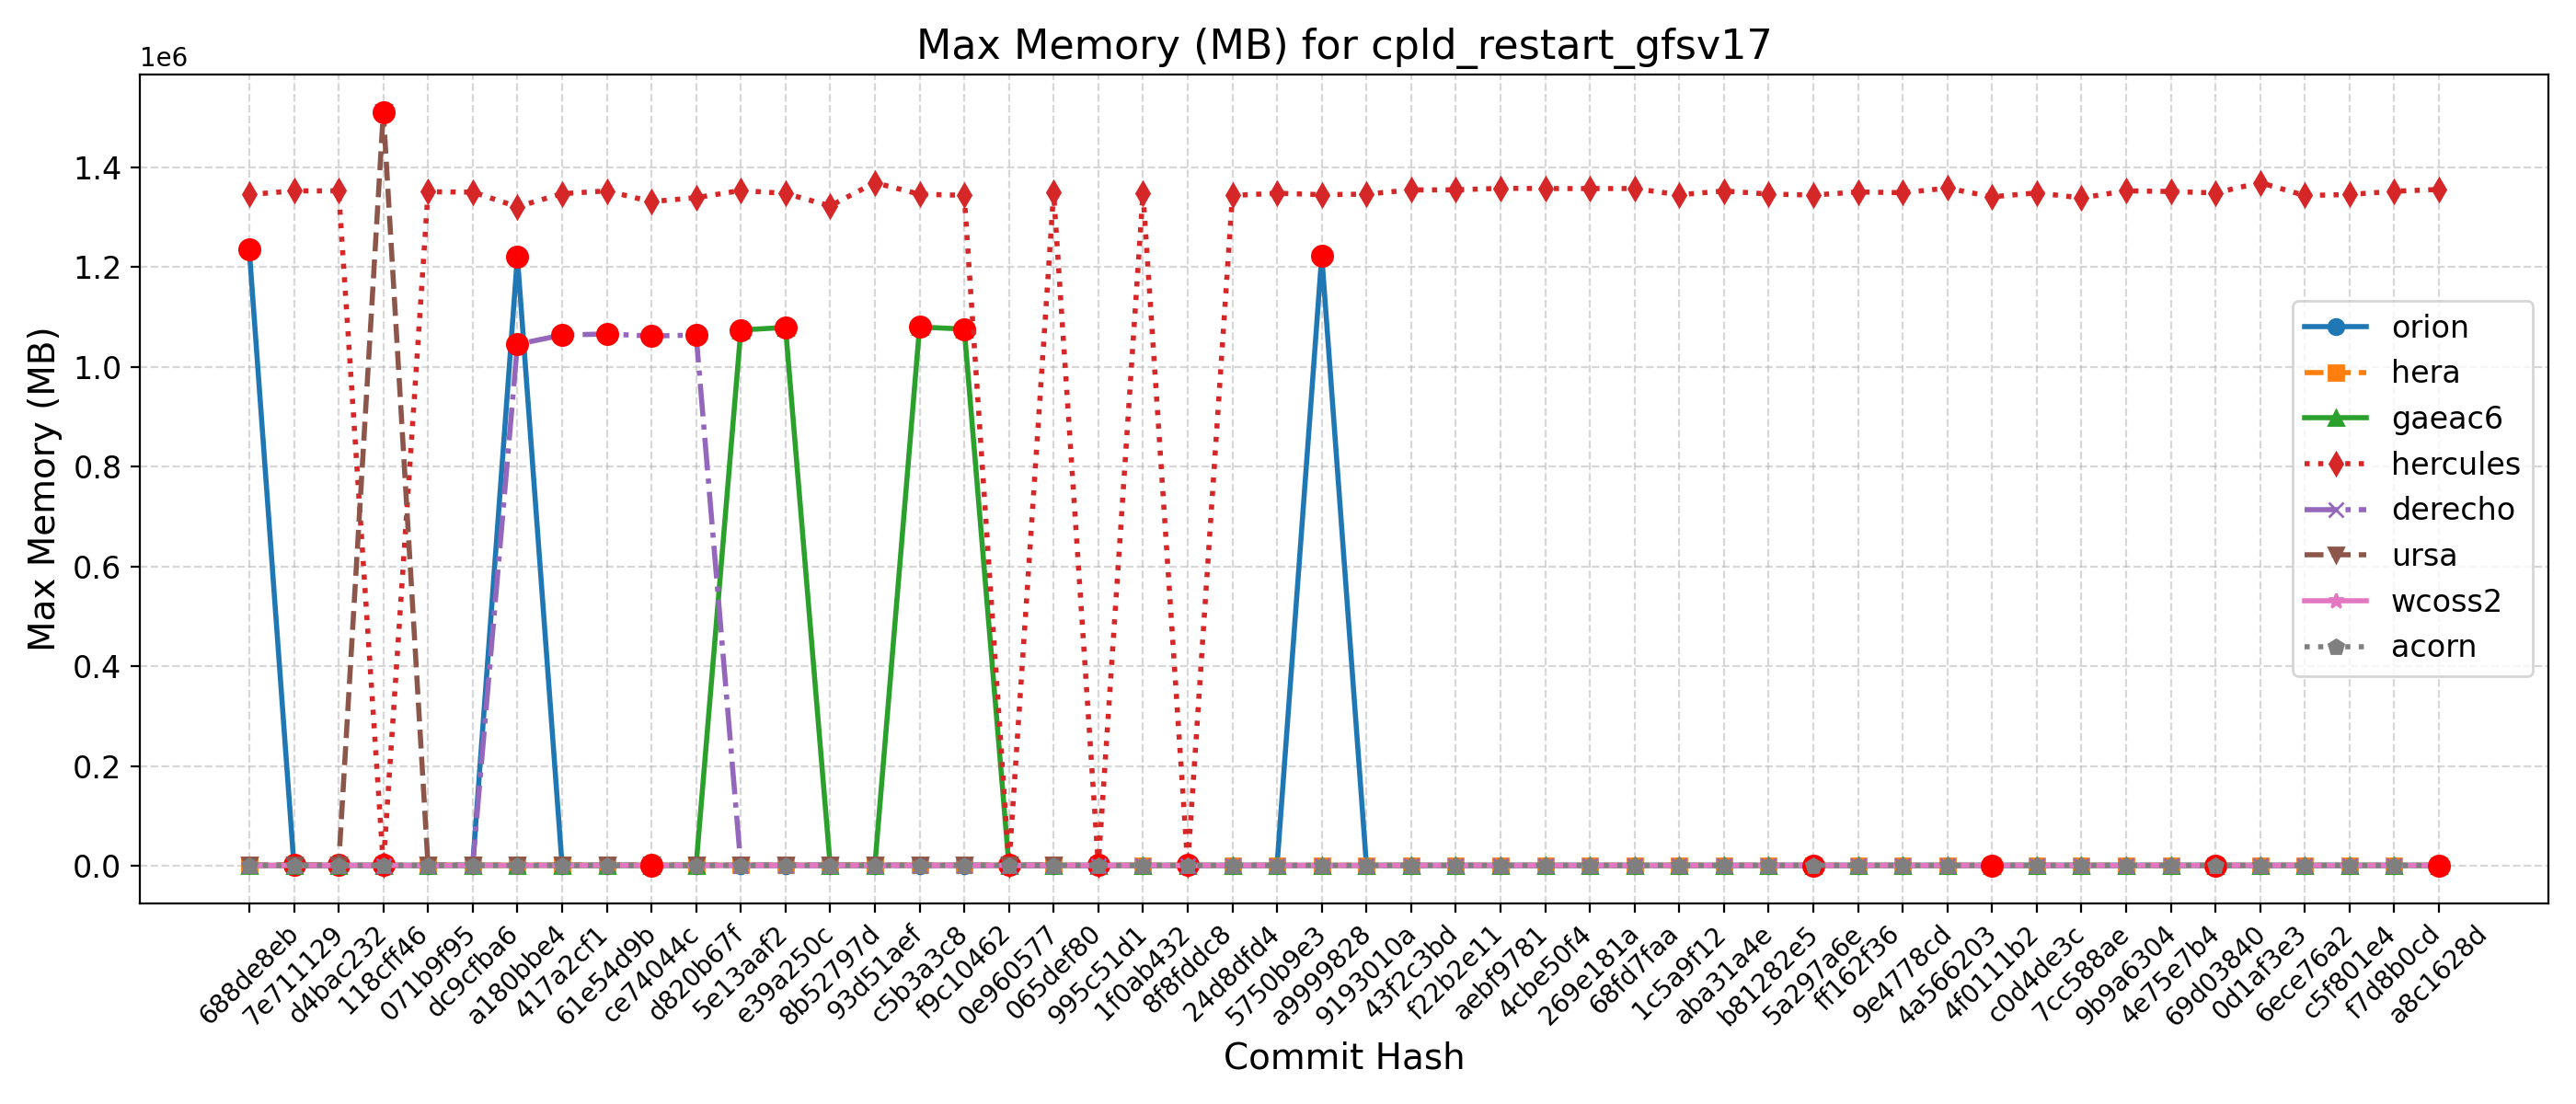 Max Memory (MB) for cpld_restart_gfsv17
1e6
Max Memory (MB)
1.4
1.2
1.0
0.8
0.6
0.4
0.2
0.0
orion
hera
gaeac6
hercules
derecho
ursa
wcoss2
acorn
688de8eb
7e711129
d4bac232
118cff46
071b9f95
dc9cfba6
a180bbe4
417a2cf1
61e54d9b
ce74044c
d820b67f
5e13aaf2
e39a250c
8b52797d
93d51aef
c5b3a3c8
f9c10462
0e960577
065def80
995c51d1
1f0ab432
8f8fddc8
24d8dfd4
5750b9e3
a9999828
9193010a
43f2c3bd
f22b2e11
aebf9781
4cbe50f4
269e181a
68fd7faa
1c5a9f12
aba31a4e
b81282e5
5a297a6e
ff162f36
9e4778cd
4a566203
4f0111b2
c0d4de3c
7cc588ae
9b9a6304
4e75e7b4
69d03840
0d1af3e3
6ece76a2
c5f801e4
f7d8b0cd
a8c1628d
Commit Hash